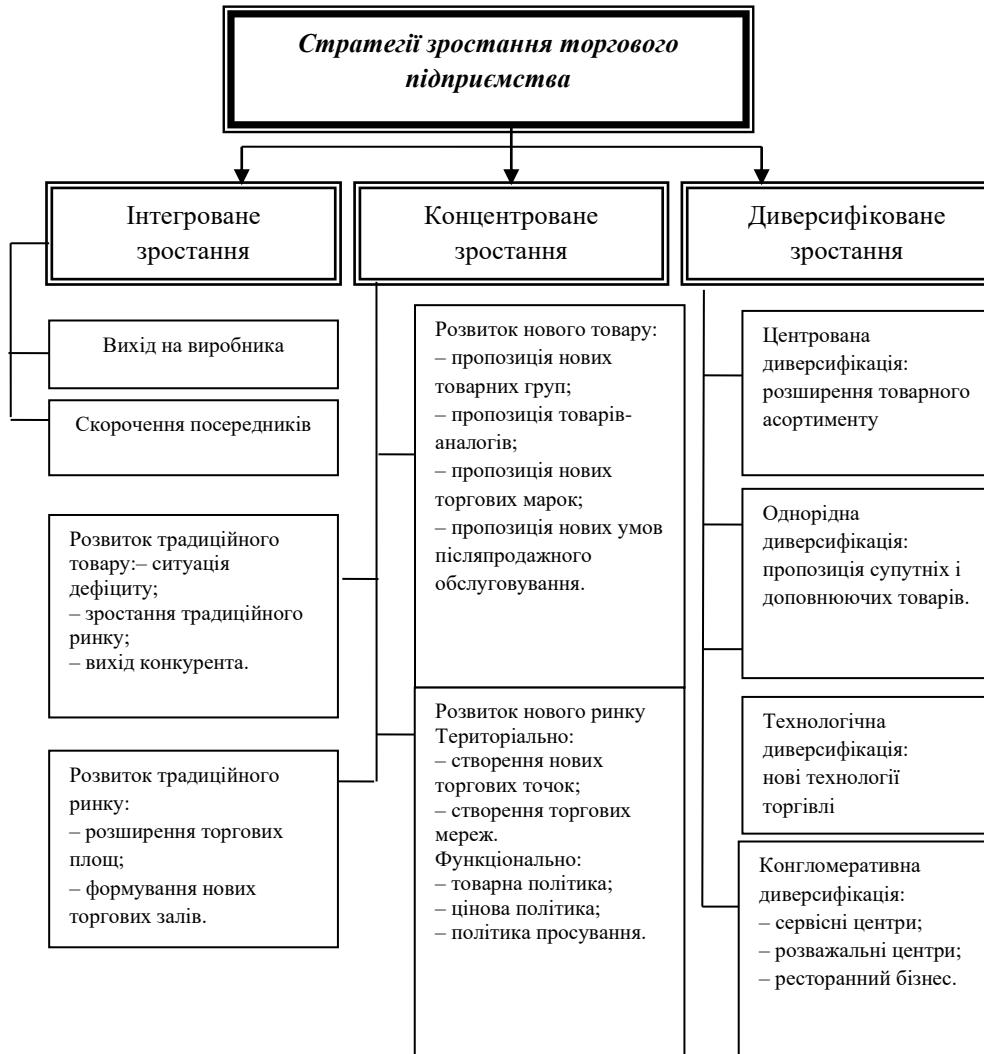 Стратегії зростання торгового
підприємства
Інтегроване
зростання
Концентроване
зростання
Диверсифіковане
зростання
Вихід на виробника
Скорочення посередників
Розвиток традиційного
товару:– ситуація
дефіциту;
– зростання традиційного
ринку;
– вихід конкурента.
Розвиток традиційного
ринку:
– розширення торгових
площ;
– формування нових
торгових залів.
Розвиток нового товару:
– пропозиція нових
товарних груп;
– пропозиція товарів-
аналогів;
– пропозиція нових
торгових марок;
– пропозиція нових умов
післяпродажного
обслуговування.
Розвиток нового ринку
Територіально:
– створення нових
торгових точок;
– створення торгових
мереж.
Функціонально:
– товарна політика;
– цінова політика;
– політика просування.
Центрована
диверсифікація:
розширення товарного
асортименту
Однорідна
диверсифікація:
пропозиція супутніх і
доповнюючих товарів.
Технологічна
диверсифікація:
нові технології
торгівлі
Конгломеративна
диверсифікація:
– сервісні центри;
– розважальні центри;
– ресторанний бізнес.